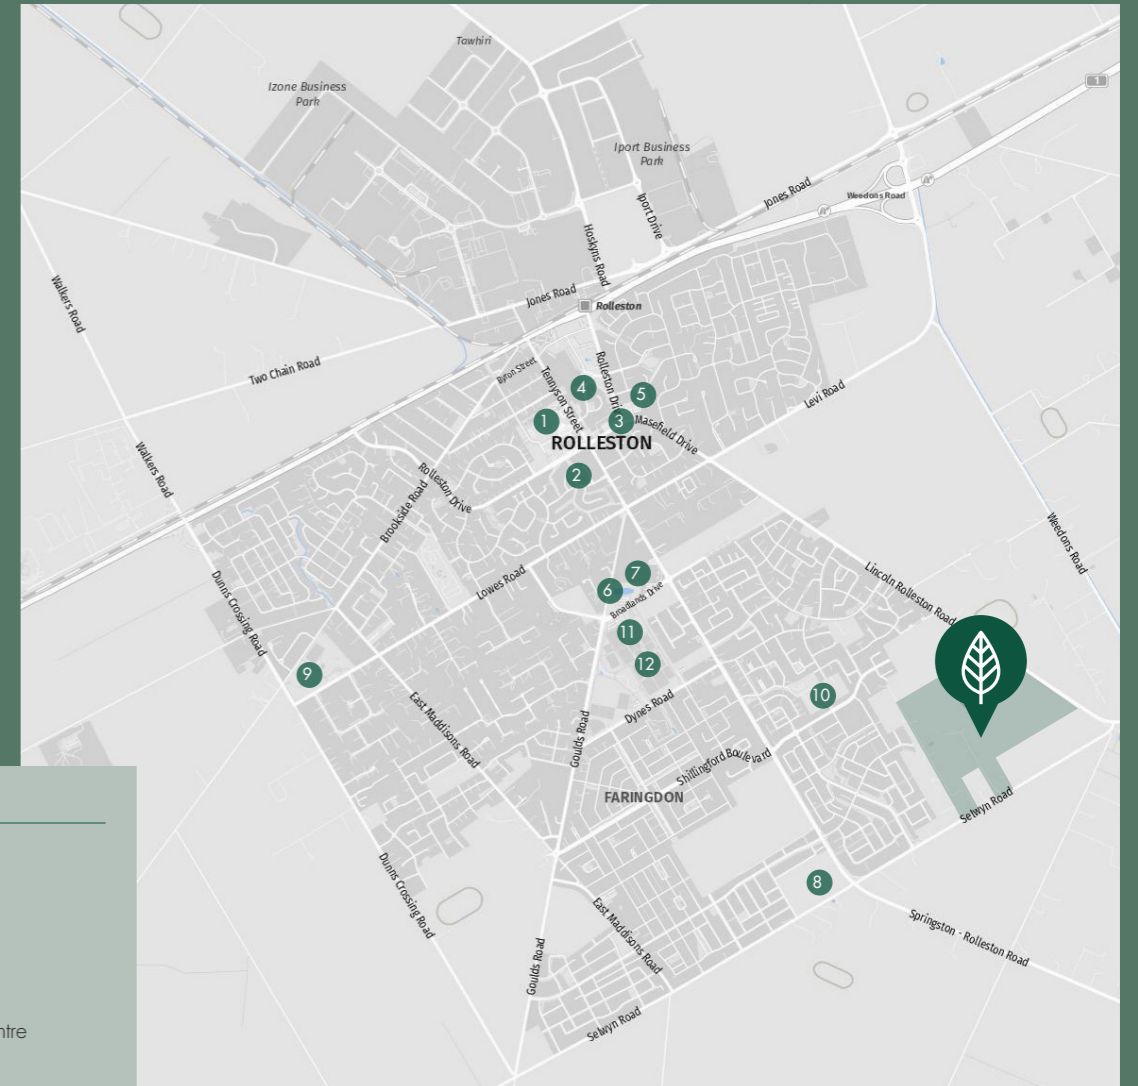 Tawhiri
Izone Business
Park
Iport Business
Park
1
Weedons Road
Jones Road
Iport Drive
Hoskyns Road
Jones Road
Rolleston
Walkers Road
Two Chain Road
Byron Street
Tennyson Street
Rolleston Drive
4
5
1
3
Masefield Drive
ROLLESTON
Levi Road
2
Walkers Road
Rolleston Drive
Brookside Road
Weedons Road
Lowes Road
7
6
Broadlands Drive
Lincoln Rolleston Road
Dunns Crossing Road
11
12
9
10
East Maddisons Road
Dynes Road
Goulds Road
Shillingford Boulevard
FARINGDON
Selwyn Road
Dunns Crossing Road
8
East Maddisons Road
Springston - Rolleston Road
Goulds Road
Selwyn Road